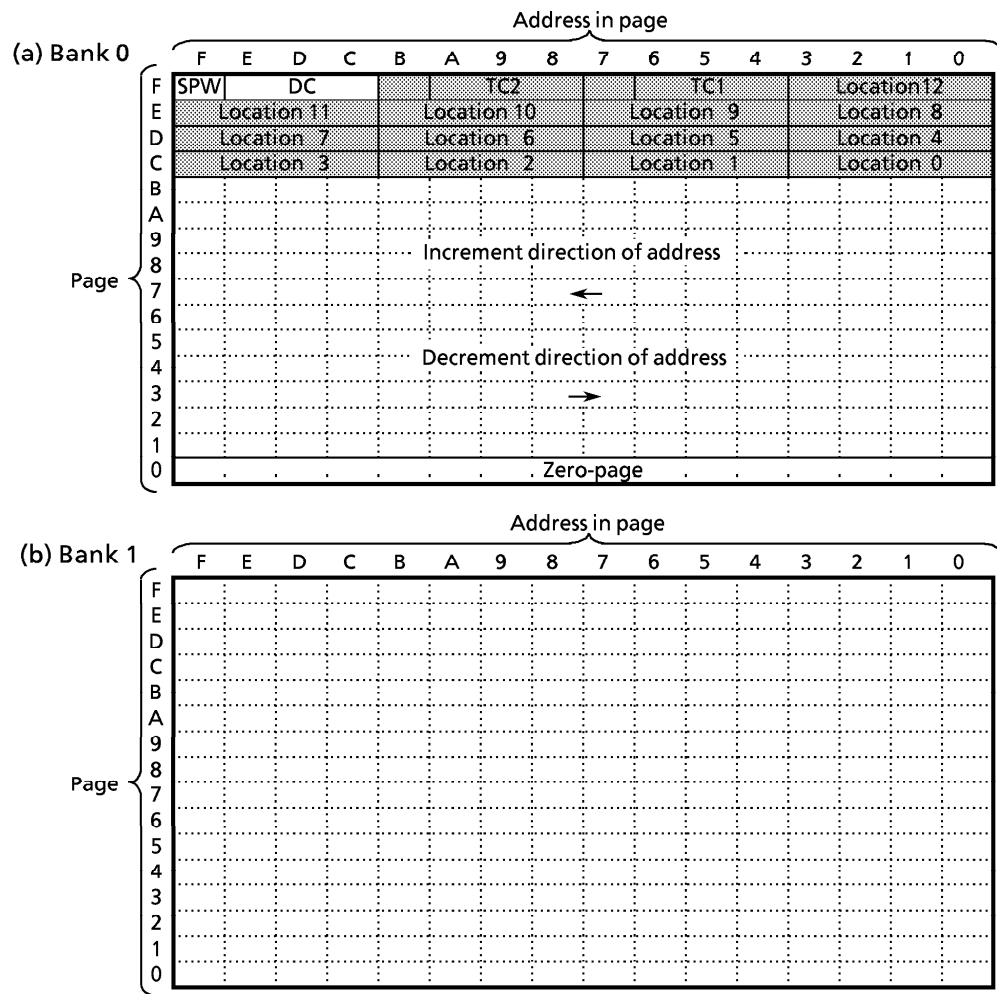 Address in page
(a) Bank 0
F E D C B A 9 8 7 6 5 4 3 2 1 0
F SPW DC TC2 TC1 Location12
E Location 11 Location 10 Location 9 Location 8
D Location 7 Location 6 Location 5 Location 4
C Location 3 Location 2 Location 1 Location 0
B
A
9
Increment direction of address
8
Page
7
6
5
Decrement direction of address
4
3
2
1
0 Zero-page
Address in page
(b) Bank 1
F E D C B A 9 8 7 6 5 4 3 2 1 0
F
E
D
C
B
A
9
8
Page
7
6
5
4
3
2
1
0